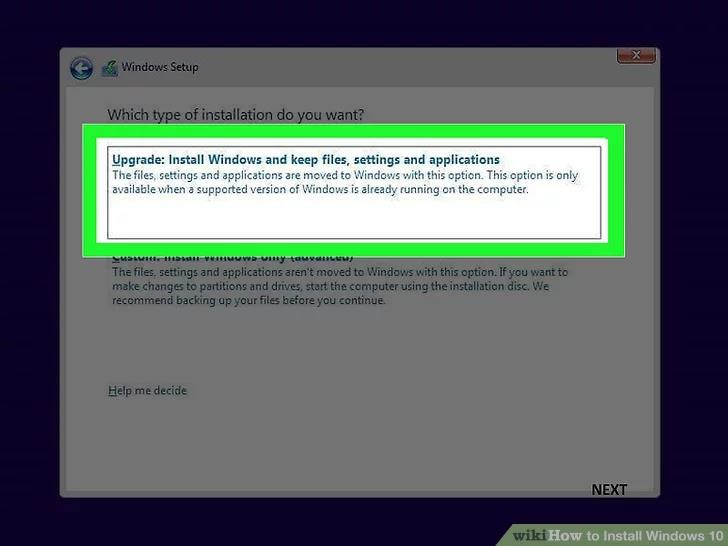 Windows Setup
Which type of installation do you want?
Upgrade: Install Windows and keep files, settings and applications
The files, settings and applications are moved to Windows with this option. This option is only
available when a supported version of Windows is already running on the computer.
Custom: Install Windows only (advanced)
The files, settings and applications aren't moved to Windows with this option. If you want to
make changes to partitions and drives, start the computer using the installation disc. We
recommend backing up your files before you continue.
Help me decide
NEXT
wikiHow to Install Windows 10